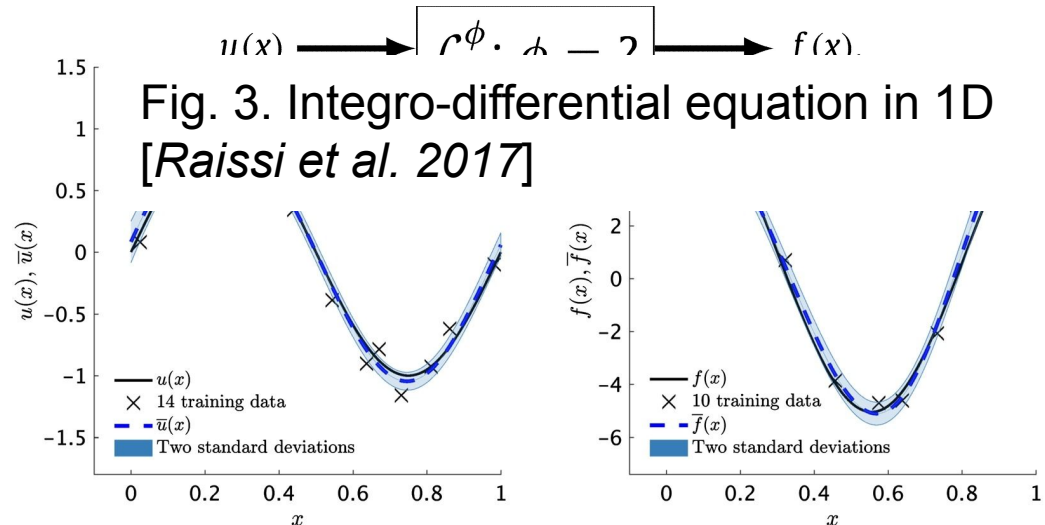 u(x) f(x).
Fig. 3. Integro-differential equation in 1D
[Raissi et al. 2017]
1.5
1
0.5
0
−0.5
−1
−1.5
u(x), ū(x)
u(x)
14 training data
ū(x)
Two standard deviations
0 0.2 0.4 0.6 0.8 1
x
2
0
−2
−4
−6
f(x), f̅(x)
f(x)
10 training data
f̅(x)
Two standard deviations
0 0.2 0.4 0.6 0.8 1
x